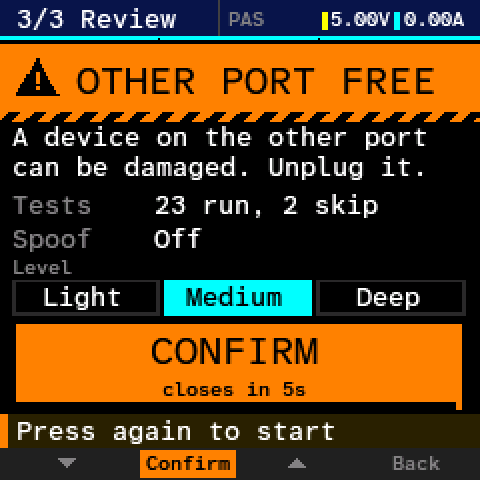 3/3 Review PAS 5.00V 0.00A
OTHER PORT FREE
A device on the other port
can be damaged. Unplug it.
Tests 23 run, 2 skip
Spoof Off
Level
Light Medium Deep
CONFIRM
closes in 5s
Press again to start
Confirm Back